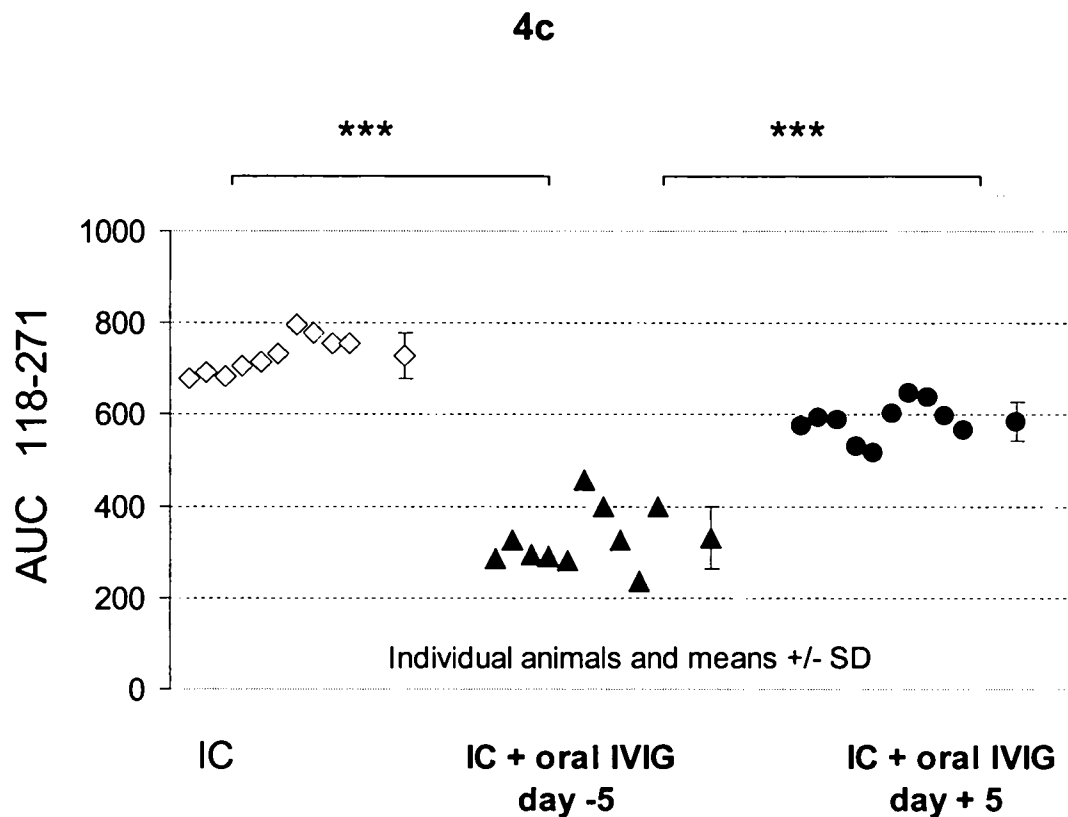 4c
*** ***
1000
800
600
400
200
0
AUC 118-271
Individual animals and means +/- SD
IC
IC + oral IVIG
day -5
IC + oral IVIG
day + 5